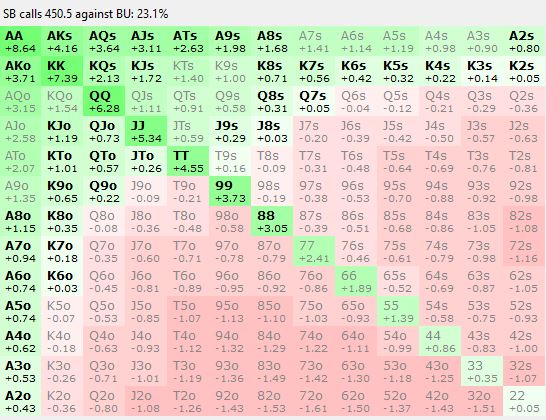 SB calls 450.5 against BU: 23.1%
AA AKs AQs AJs ATs A9s A8s A7s A6s A5s A4s A3s A2s
+8.64 +4.16 +3.64 +3.11 +2.63 +1.98 +1.68 +1.41 +1.14 +1.19 +0.98 +0.90 +0.80
AKo KK KQs KJs KTs K9s K8s K7s K6s K5s K4s K3s K2s
+3.71 +7.39 +2.13 +1.72 +1.40 +1.00 +0.71 +0.56 +0.42 +0.32 +0.22 +0.14 +0.05
AQo KQo QQ QJs QTs Q9s Q8s Q7s Q6s Q5s Q4s Q3s Q2s
+3.15 +1.54 +6.28 +1.11 +0.91 +0.58 +0.31 +0.05 -0.04 -0.12 -0.21 -0.29 -0.36
AJo KJo QJo JJ JTs J9s J8s J7s J6s J5s J4s J3s J2s
+2.58 +1.19 +0.73 +5.34 +0.59 +0.29 +0.03 -0.20 -0.39 -0.42 -0.50 -0.57 -0.63
ATo KTo QTo JTo TT T9s T8s T7s T6s T5s T4s T3s T2s
+2.07 +1.01 +0.57 +0.26 +4.55 +0.16 -0.09 -0.31 -0.48 -0.64 -0.69 -0.76 -0.81
A9o K9o Q9o J9o T9o 99 98s 97s 96s 95s 94s 93s 92s
+1.35 +0.65 +0.22 -0.09 -0.21 +3.73 -0.19 -0.38 -0.53 -0.70 -0.88 -0.92 -0.98
A8o K8o Q8o J8o T8o 98o 88 87s 86s 85s 84s 83s 82s
+1.15 +0.35 -0.08 -0.36 -0.48 -0.58 +3.05 -0.39 -0.51 -0.68 -0.86 -1.05 -1.08
A7o K7o Q7o J7o T7o 97o 87o 77 76s 75s 74s 73s 72s
+0.94 +0.18 -0.35 -0.60 -0.71 -0.78 -0.79 +2.41 -0.46 -0.61 -0.79 -0.98 -1.16
A6o K6o Q6o J6o T6o 96o 86o 76o 66 65s 64s 63s 62s
+0.74 +0.03 -0.45 -0.81 -0.89 -0.95 -0.92 -0.86 +1.89 -0.52 -0.69 -0.87 -1.05
A5o K5o Q5o J5o T5o 95o 85o 75o 65o 55 54s 53s 52s
+0.74 -0.07 -0.53 -0.85 -1.07 -1.13 -1.10 -1.03 -0.93 +1.39 -0.58 -0.75 -0.93
A4o K4o Q4o J4o T4o 94o 84o 74o 64o 54o 44 43s 42s
+0.62 -0.18 -0.63 -0.93 -1.12 -1.32 -1.29 -1.22 -1.11 -0.99 +0.86 -0.83 -1.00
A3o K3o Q3o J3o T3o 93o 83o 73o 63o 53o 43o 33 32s
+0.53 -0.26 -0.71 -1.01 -1.19 -1.36 -1.49 -1.42 -1.30 -1.18 -1.25 +0.35 -1.07
A2o K2o Q2o J2o T2o 92o 82o 72o 62o 52o 42o 32o 22
+0.43 -0.36 -0.80 -1.08 -1.26 -1.43 -1.53 -1.61 -1.50 -1.37 -1.43 -1.51 +0.05